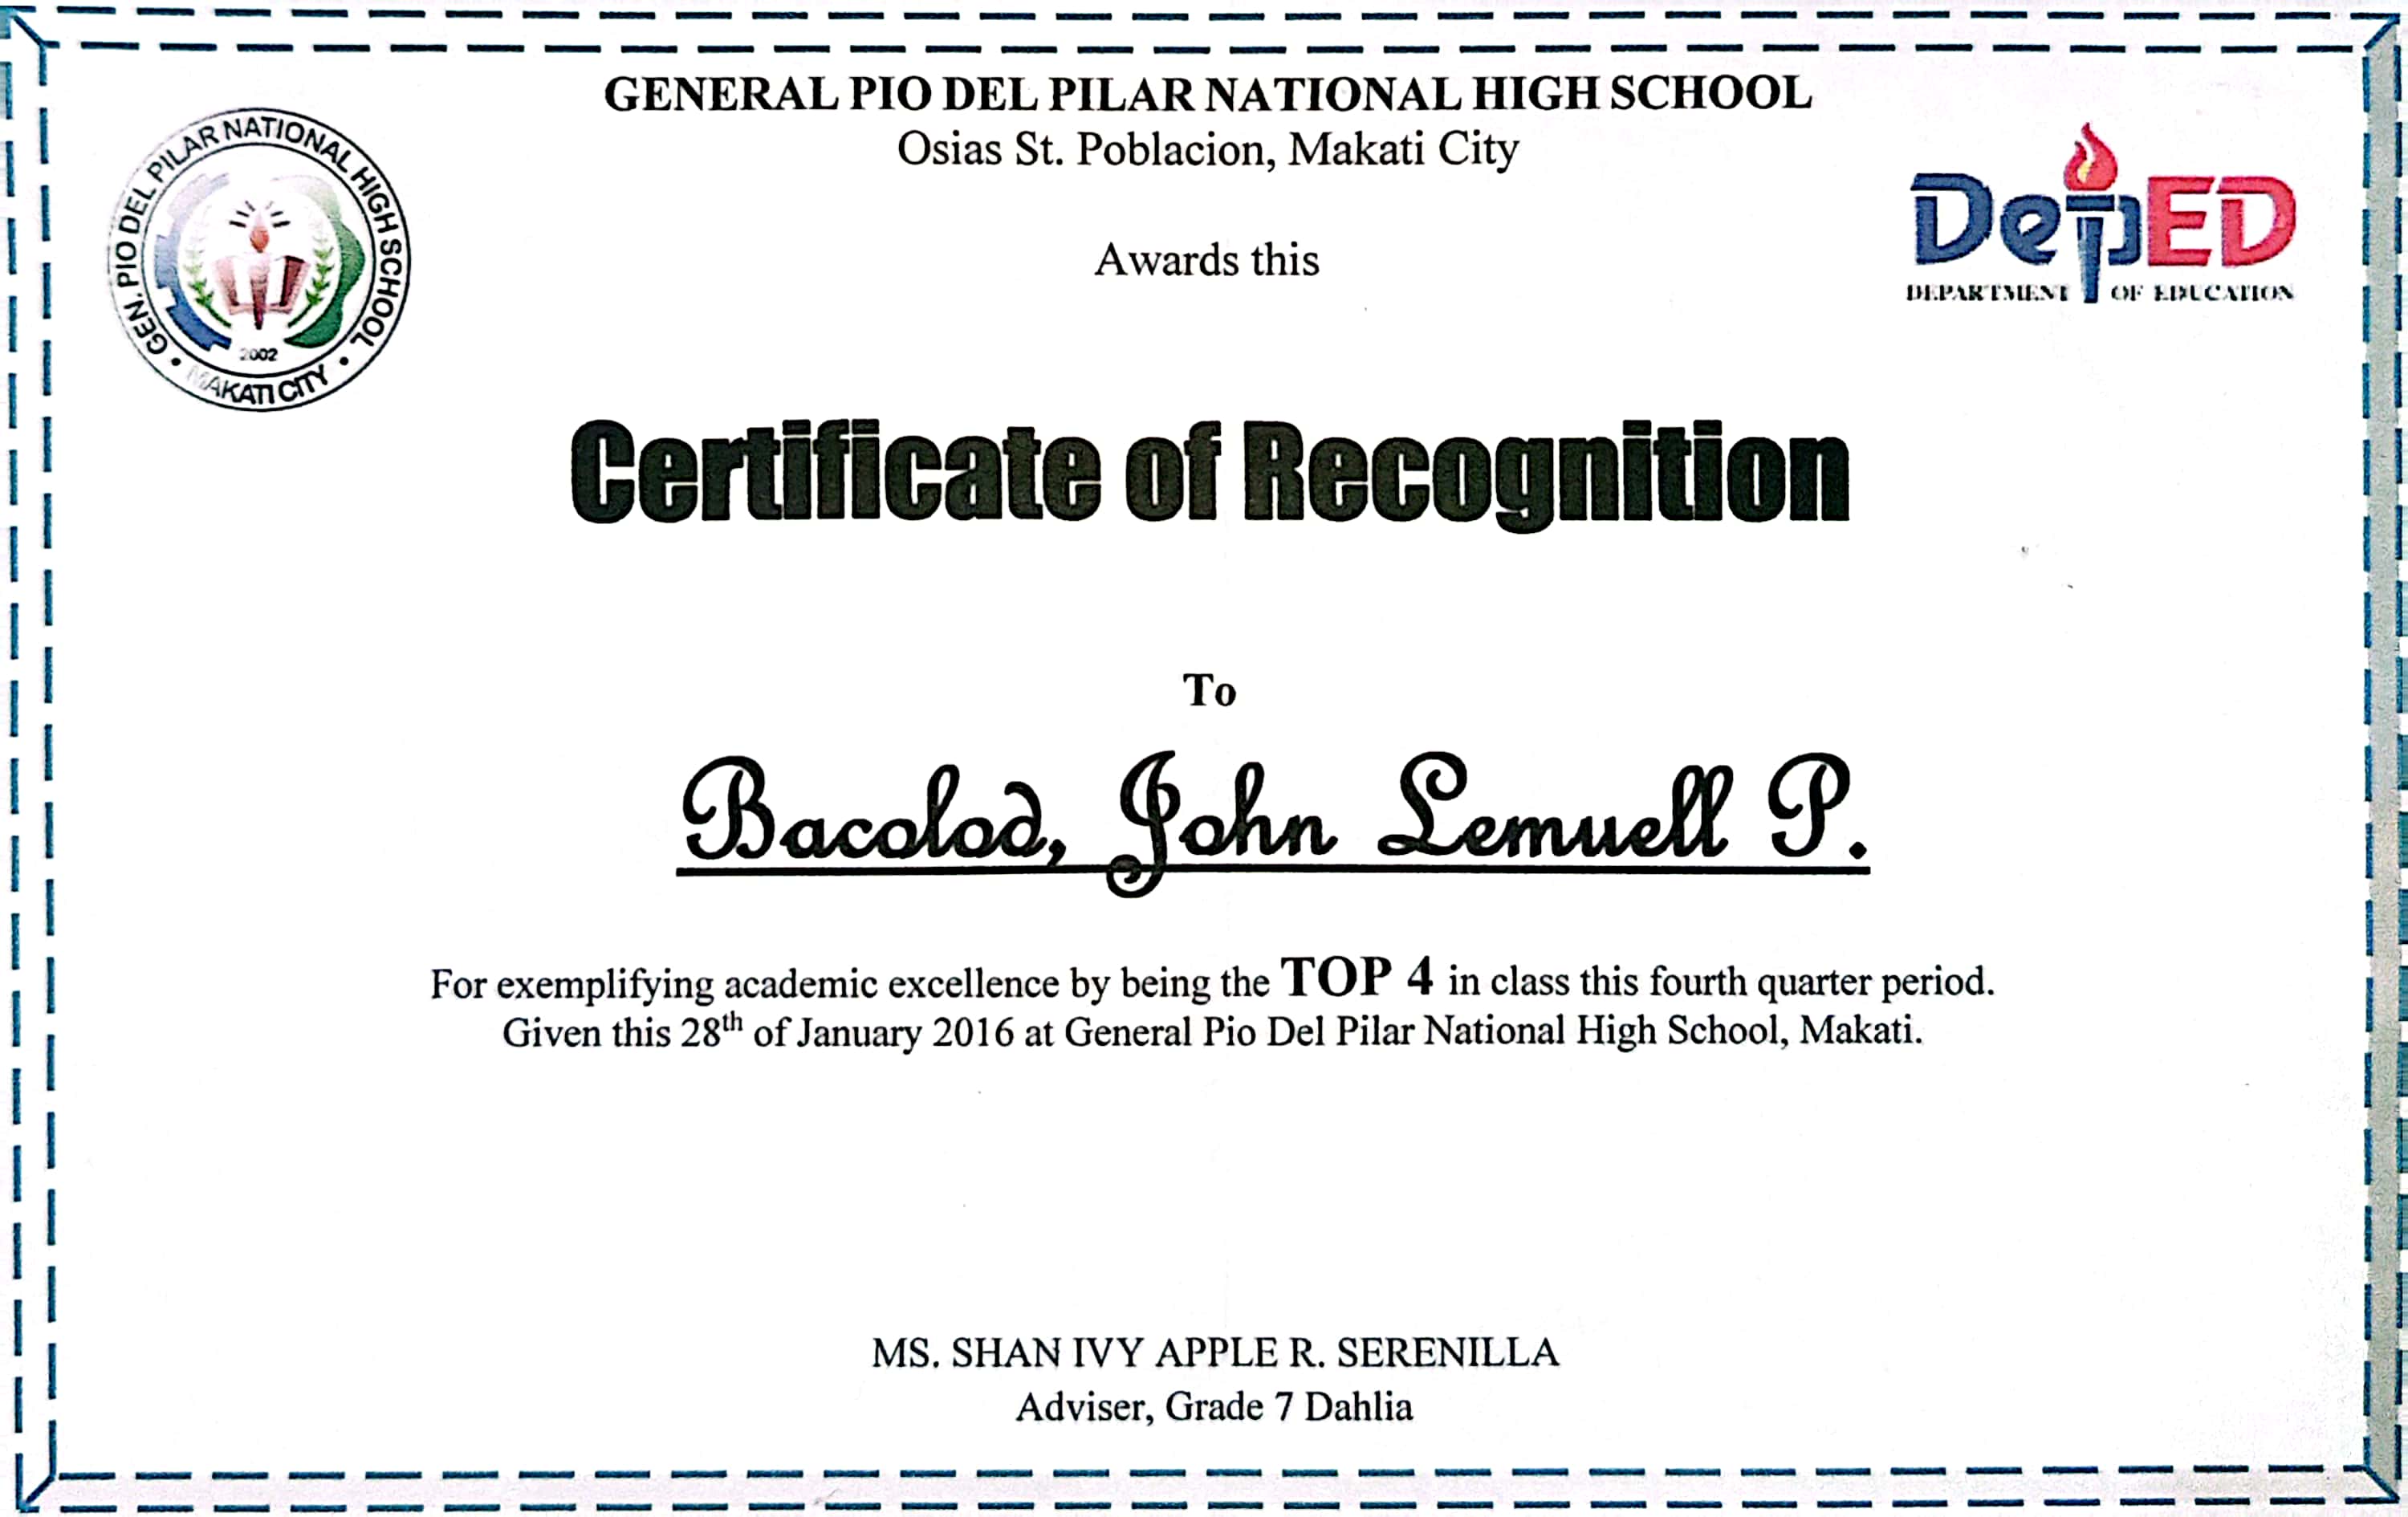 GENERAL PIO DEL PILAR NATIONAL HIGH SCHOOL
Osias St. Poblacion, Makati City
GEN. PIO DEL PILAR NATIONAL HIGH SCHOOL
2002
MAKATI CITY
DepED
DEPARTMENT OF EDUCATION
Awards this
Certificate of Recognition
To
Bacolod, John Lemuell P.
For exemplifying academic excellence by being the TOP 4 in class this fourth quarter period.
Given this 28th of January 2016 at General Pio Del Pilar National High School, Makati.
MS. SHAN IVY APPLE R. SERENILLA
Adviser, Grade 7 Dahlia